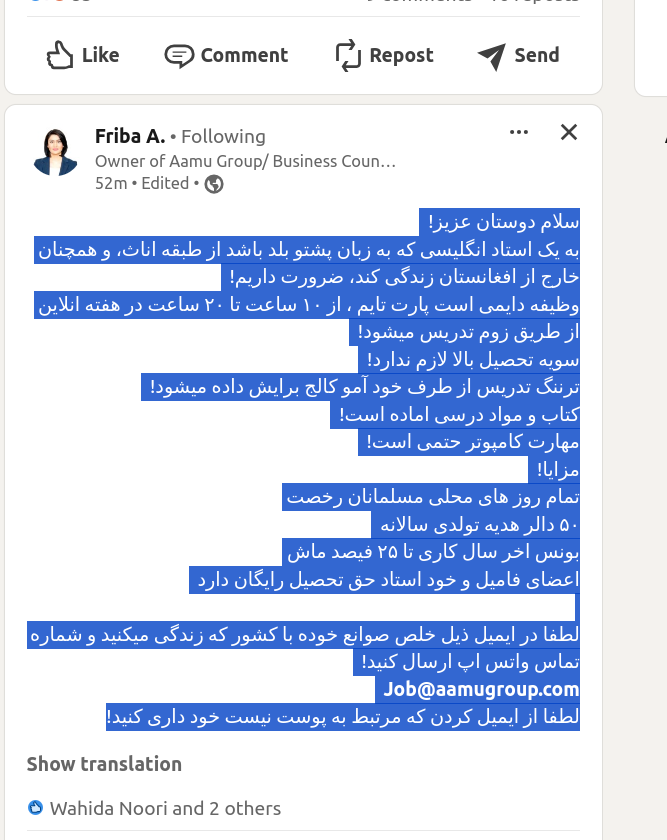 Like
Comment
Repost
Send
Friba A. • Following
Owner of Aamu Group/ Business Coun…
52m • Edited •
سلام دوستان عزیز!
به یک استاد انگلیسی که به زبان پشتو بلد باشد از طبقه اناث، و همچنان
خارج از افغانستان زندگی کند، ضرورت داریم!
وظیفه دایمی است پارت تایم ، از ۱۰ ساعت تا ۲۰ ساعت در هفته انلاین
از طریق زوم تدریس میشود!
سویه تحصیل بالا لازم ندارد!
ترننگ تدریس از طرف خود آمو کالج برایش داده میشود!
کتاب و مواد درسی اماده است!
مهارت کامپوتر حتمی است!
مزایا!
تمام روز های محلی مسلمانان رخصت
۵۰ دالر هدیه تولدی سالانه
بونس اخر سال کاری تا ۲۵ فیصد ماش
اعضای فامیل و خود استاد حق تحصیل رایگان دارد
لطفا در ایمیل ذیل خلص صوانع خوده با کشور که زندگی میکنید و شماره
تماس واتس اپ ارسال کنید!
Job@aamugroup.com
لطفا از ایمیل کردن که مرتبط به پوست نیست خود داری کنید!
Show translation
Wahida Noori and 2 others